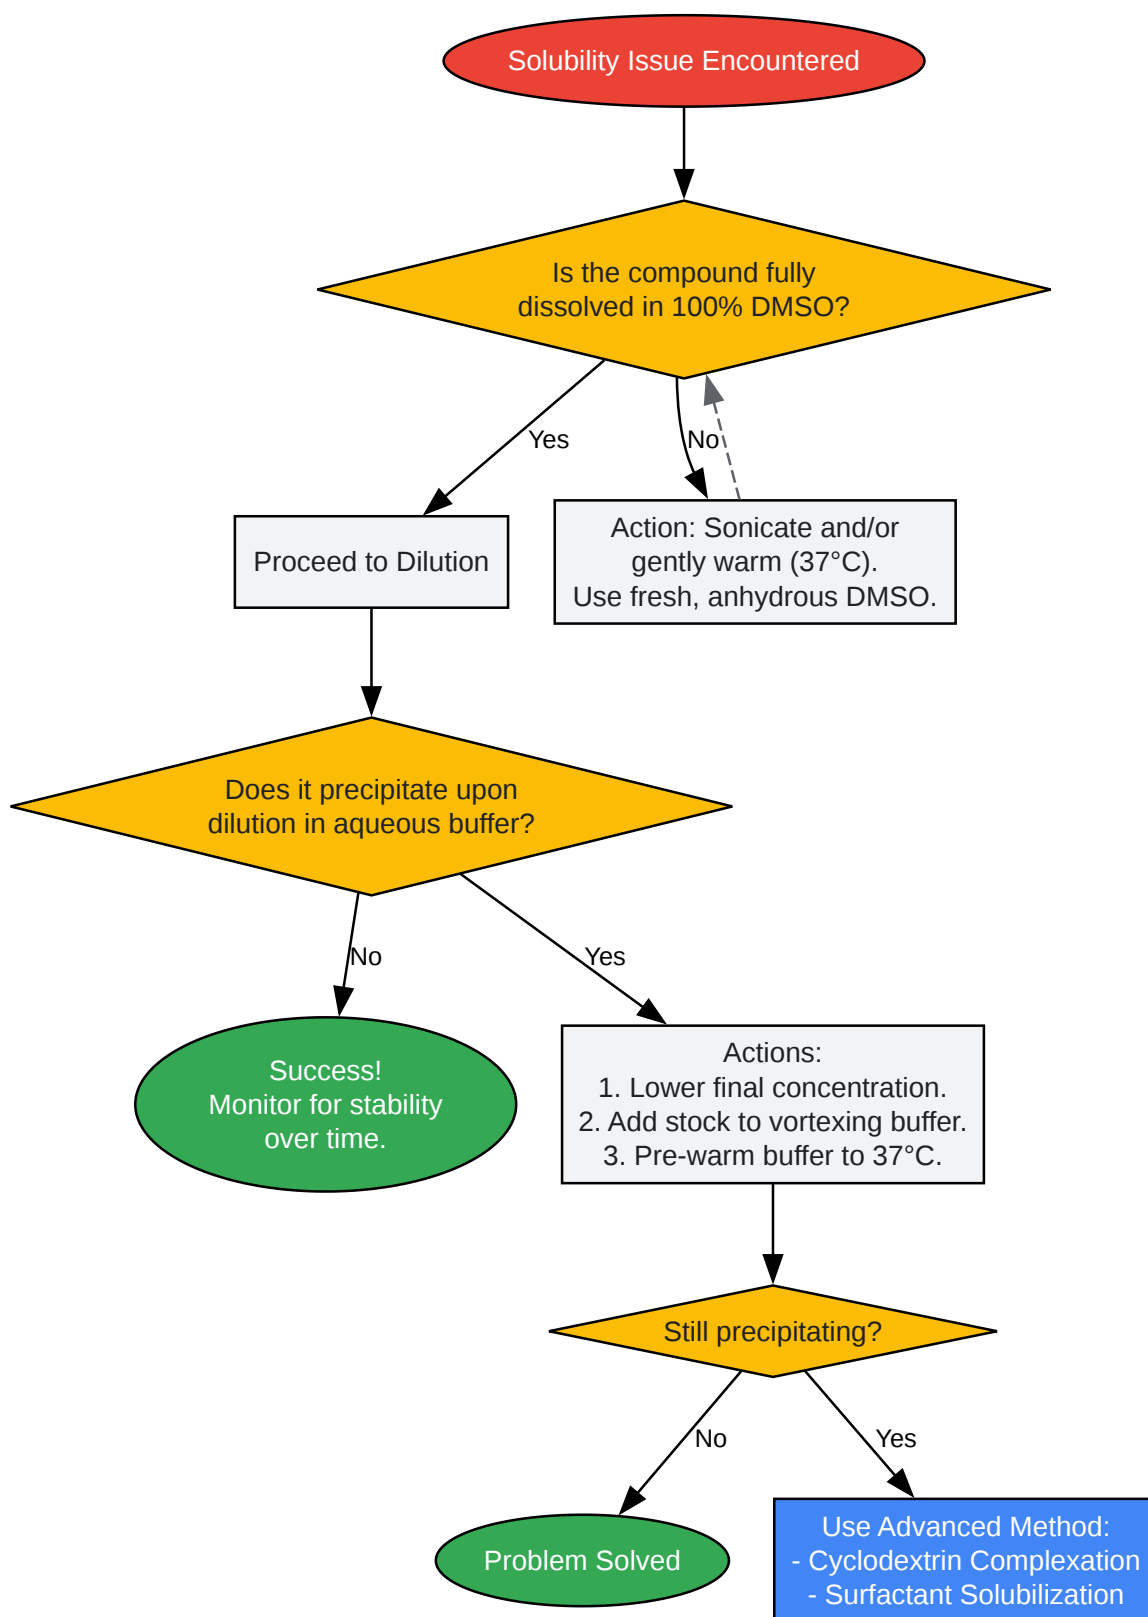 Solubility Issue Encountered
Is the compound fully
dissolved in 100% DMSO?
Yes
No
Proceed to Dilution
Action: Sonicate and/or
gently warm (37°C).
Use fresh, anhydrous DMSO.
Does it precipitate upon
dilution in aqueous buffer?
No
Yes
Success!
Monitor for stability
over time.
Actions:
1. Lower final concentration.
2. Add stock to vortexing buffer.
3. Pre-warm buffer to 37°C.
Still precipitating?
No
Yes
Problem Solved
Use Advanced Method:
- Cyclodextrin Complexation
- Surfactant Solubilization